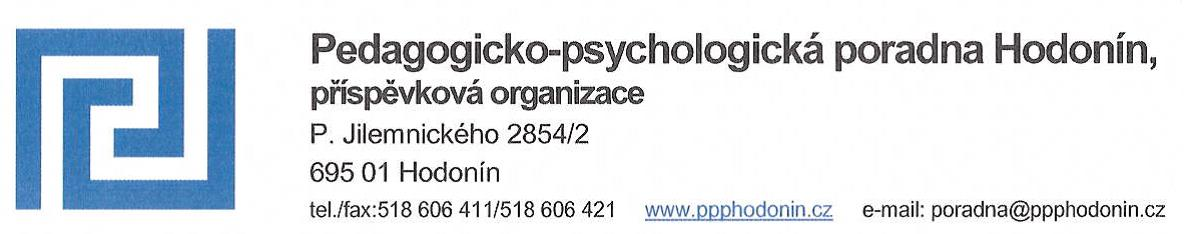 Pedagogicko-psychologická poradna Hodonín,
příspěvková organizace
P. Jilemnického 2854/2
695 01 Hodonín
tel./fax:518 606 411/518 606 421 www.ppphodonin.cz e-mail: poradna@ppphodonin.cz